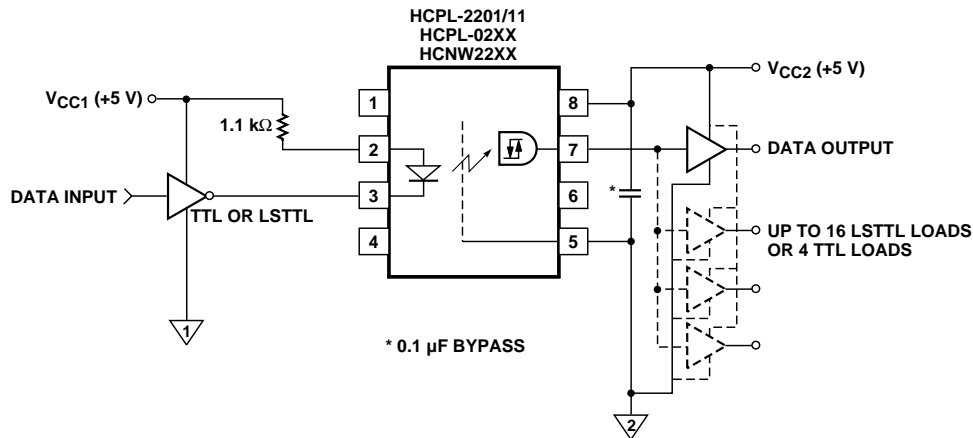 HCPL-2201/11
HCPL-02XX
HCNW22XX
VCC1 (+5 V)
1.1 kΩ
DATA INPUT
TTL OR LSTTL
1
1
2
3
4
8
7
6
5
*
VCC2 (+5 V)
DATA OUTPUT
UP TO 16 LSTTL LOADS
OR 4 TTL LOADS
* 0.1 µF BYPASS
2